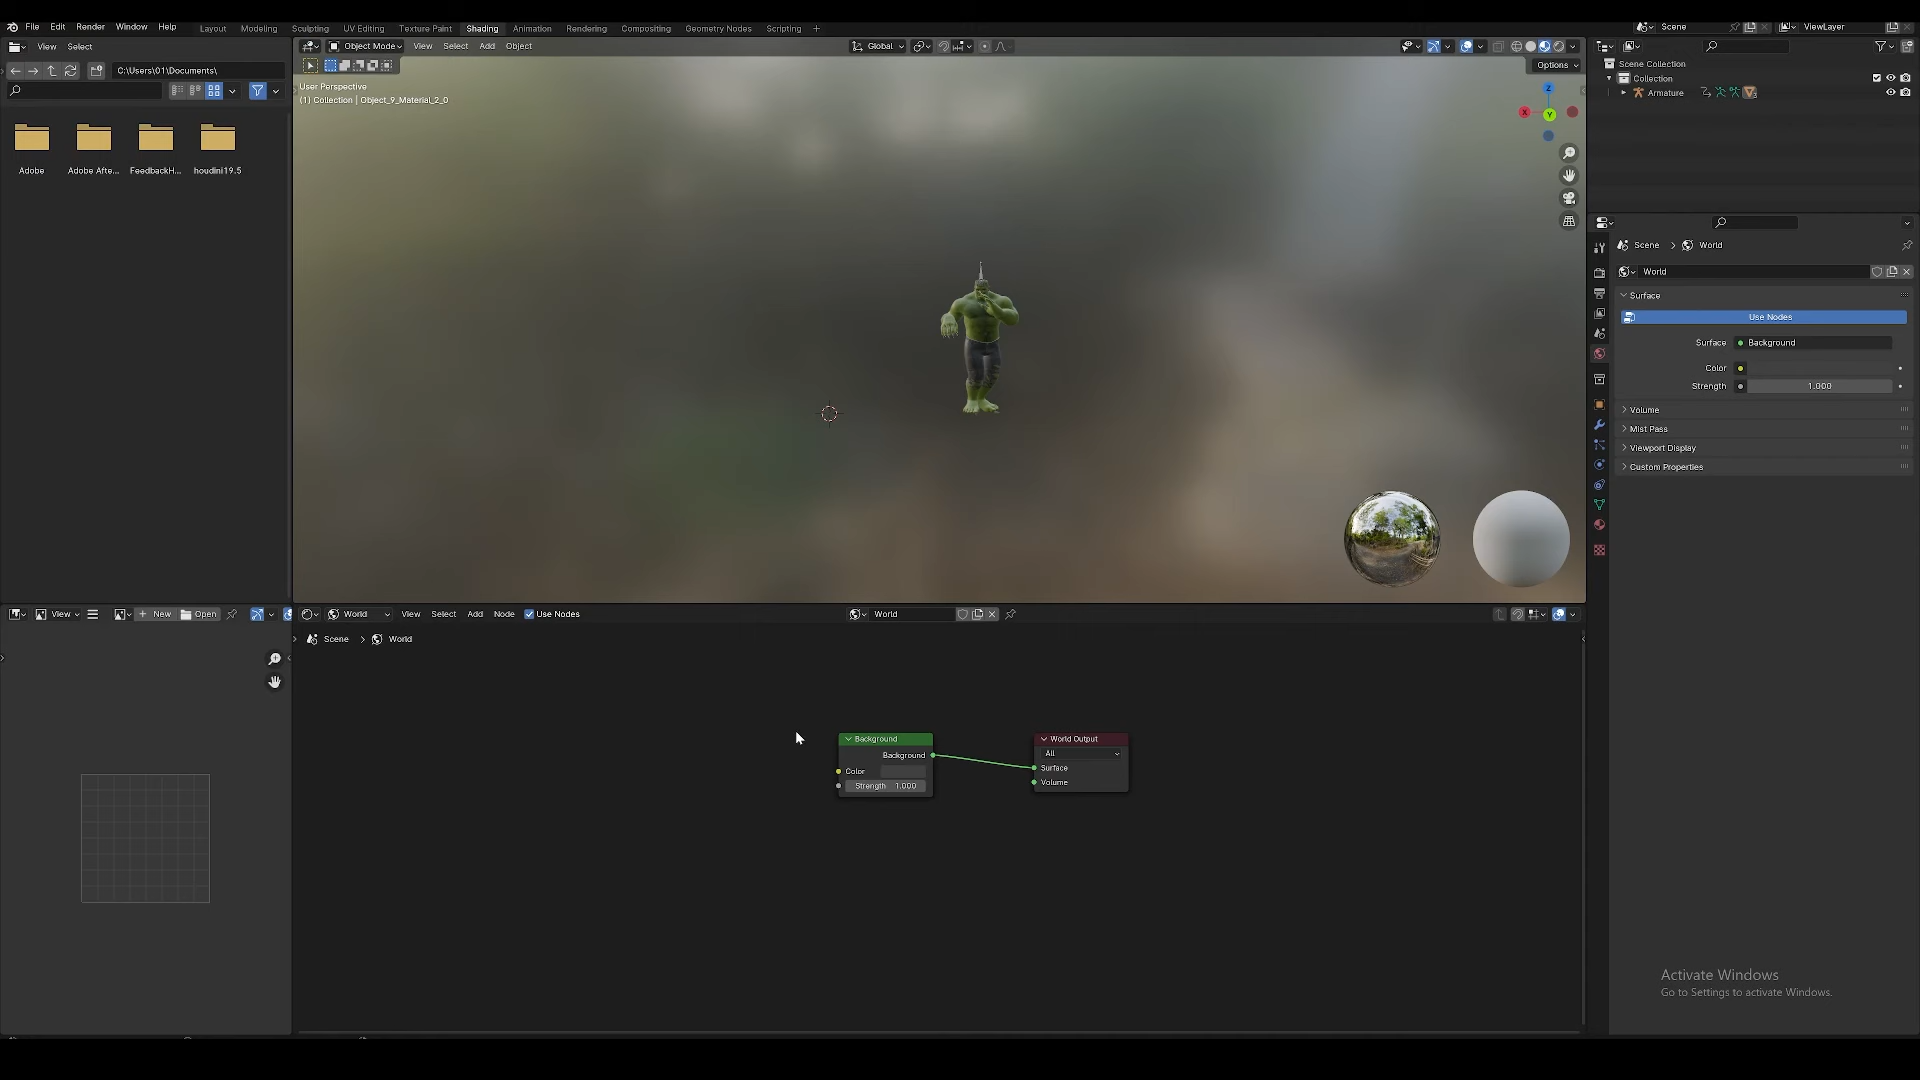 File Edit Render Window Help
Layout Modeling Sculpting UV Editing Texture Paint Shading Animation Rendering Compositing Geometry Nodes Scripting +
Scene
ViewLayer
View Select
C:\Users\01\Documents\
Adobe
Adobe Afte...
FeedbackH...
houdini19.5
Object Mode View Select Add Object
Global
Options
User Perspective
(1) Collection | Object_9_Material_2_0
Z
X
Y
Scene Collection
Collection
Armature
Scene > World
World
Surface
Use Nodes
Surface Background
Color
Strength 1.000
Volume
Mist Pass
Viewport Display
Custom Properties
View
+ New
Open
World View Select Add Node Use Nodes
World
Scene > World
Background
Background
Color
Strength 1.000
World Output
All
Surface
Volume
Activate Windows
Go to Settings to activate Windows.